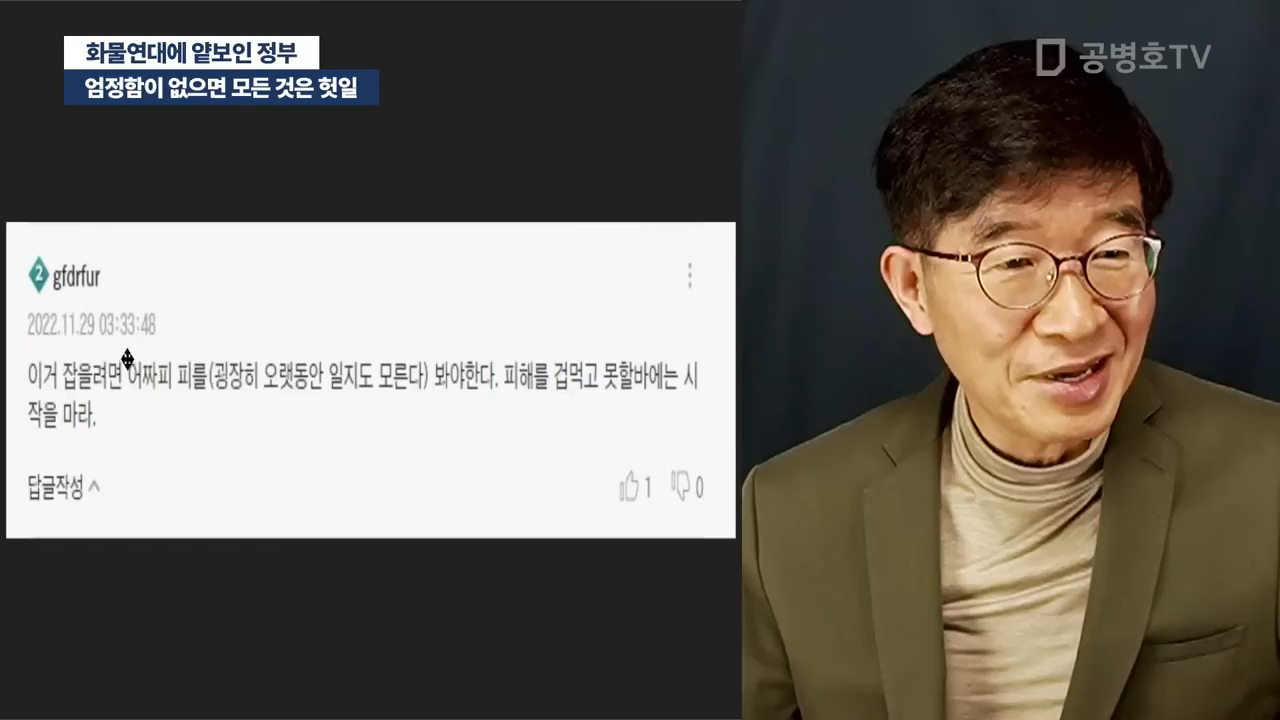 화물연대에 얕보인 정부
엄정함이 없으면 모든 것은 헛일
공병호TV
2 gfdrfur
2022.11.29 03:33:48
이거 잡을려면 어짜피 피를(굉장히 오랫동안 일지도 모른다) 봐야한다. 피해를 겁먹고 못할바에는 시
작을 마라.
답글작성
1 0